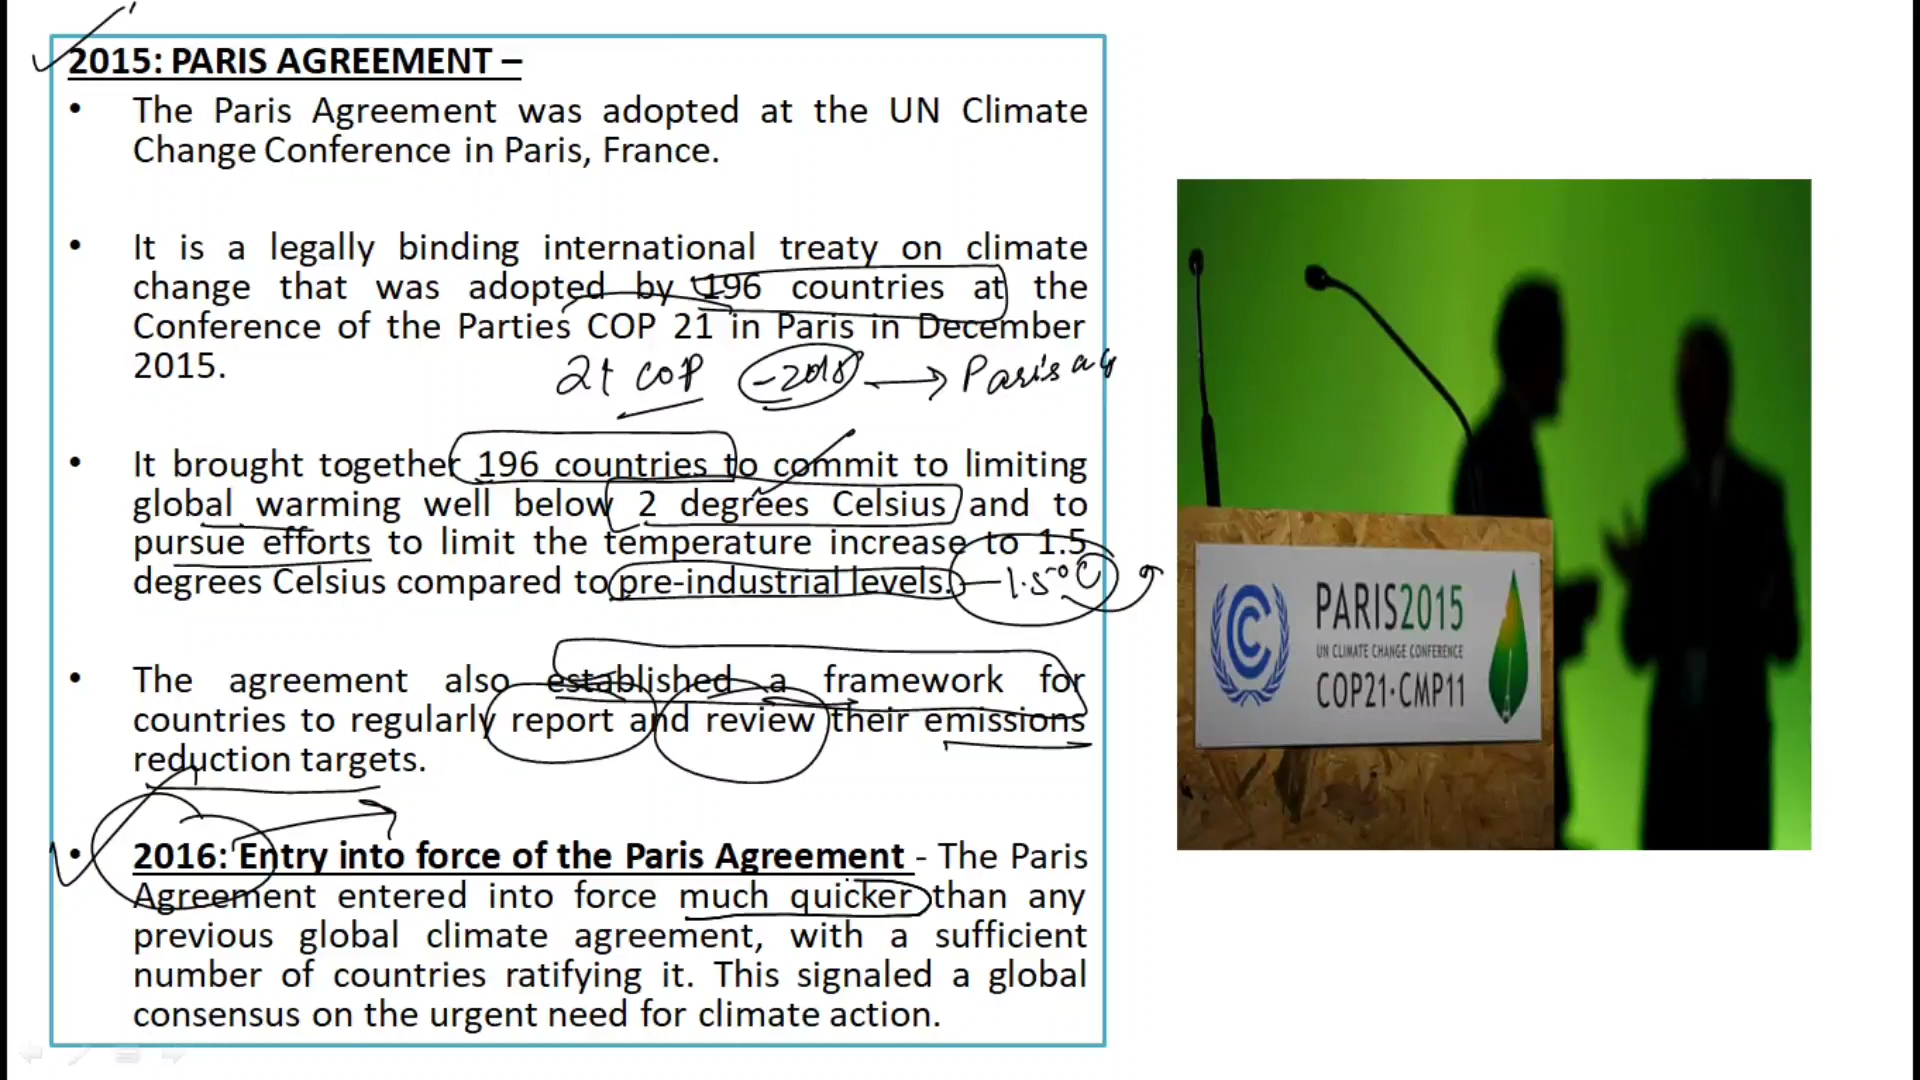 2015: PARIS AGREEMENT –
• The Paris Agreement was adopted at the UN Climate
Change Conference in Paris, France.
• It is a legally binding international treaty on climate
change that was adopted by 196 countries at the
Conference of the Parties COP 21 in Paris in December
2015.
21 COP -2015 → Paris ag
• It brought together 196 countries to commit to limiting
global warming well below 2 degrees Celsius and to
pursue efforts to limit the temperature increase to 1.5
degrees Celsius compared to pre-industrial levels. —1.5°C
• The agreement also established a framework for
countries to regularly report and review their emissions
reduction targets.
• 2016: Entry into force of the Paris Agreement - The Paris
Agreement entered into force much quicker than any
previous global climate agreement, with a sufficient
number of countries ratifying it. This signaled a global
consensus on the urgent need for climate action.
PARIS2015
UN CLIMATE CHANGE CONFERENCE
COP21·CMP11